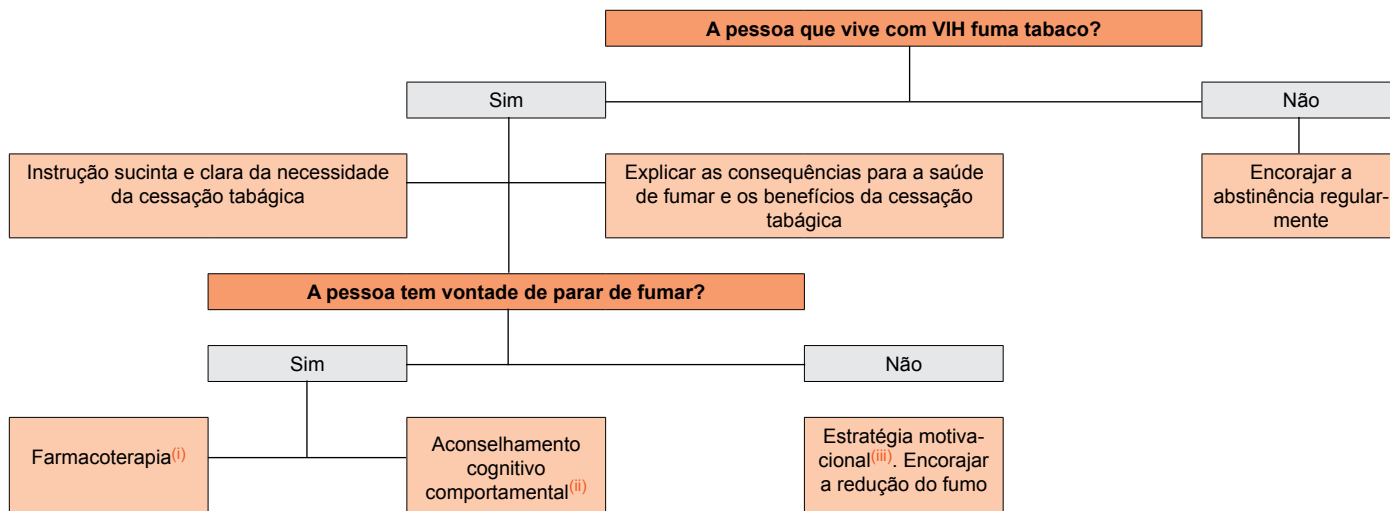 A pessoa que vive com VIH fuma tabaco?
Sim
Não
Instrução sucinta e clara da necessidade
da cessação tabágica
Explicar as consequências para a saúde
de fumar e os benefícios da cessação
tabágica
Encorajar a
abstinência regular-
mente
A pessoa tem vontade de parar de fumar?
Sim
Não
Farmacoterapia(i)
Aconselhamento
cognitivo
comportamental(ii)
Estratégia motiva-
cional(iii). Encorajar
a redução do fumo